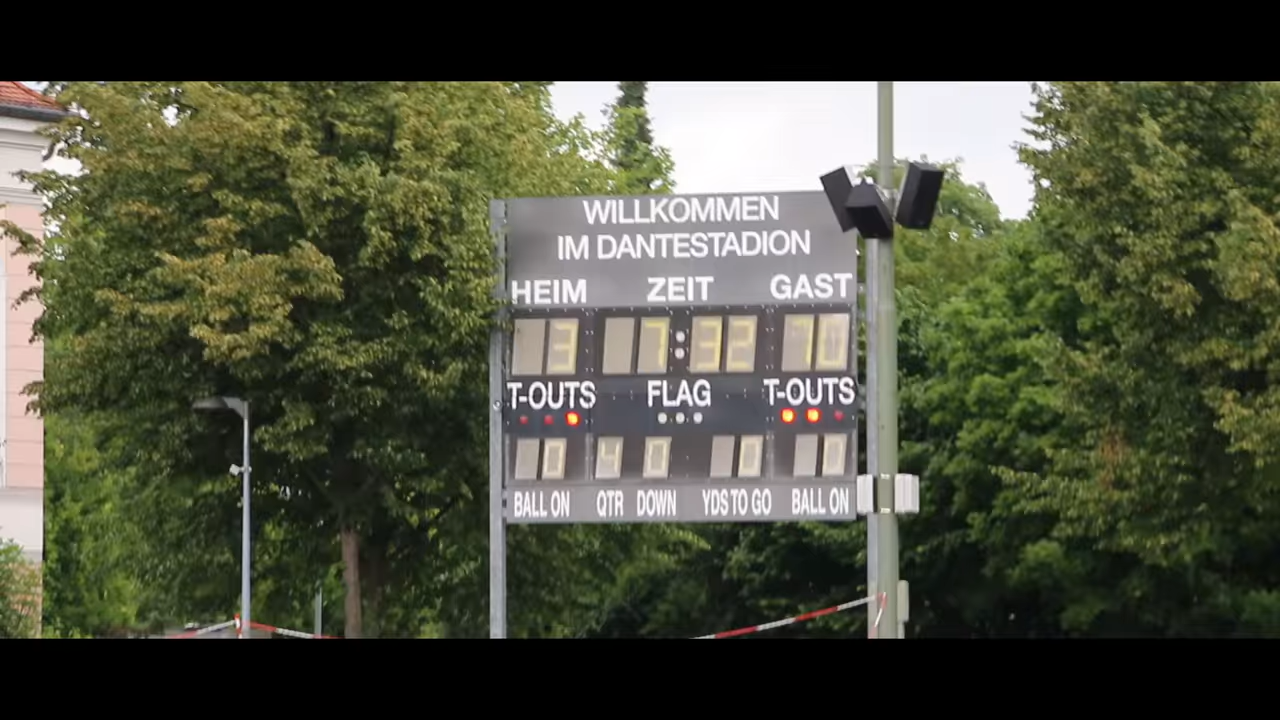 WILLKOMMEN
IM DANTESTADION
HEIM ZEIT GAST
3 7:32 70
T-OUTS FLAG T-OUTS
0 4 0 0 0
BALL ON QTR DOWN YDS TO GO BALL ON